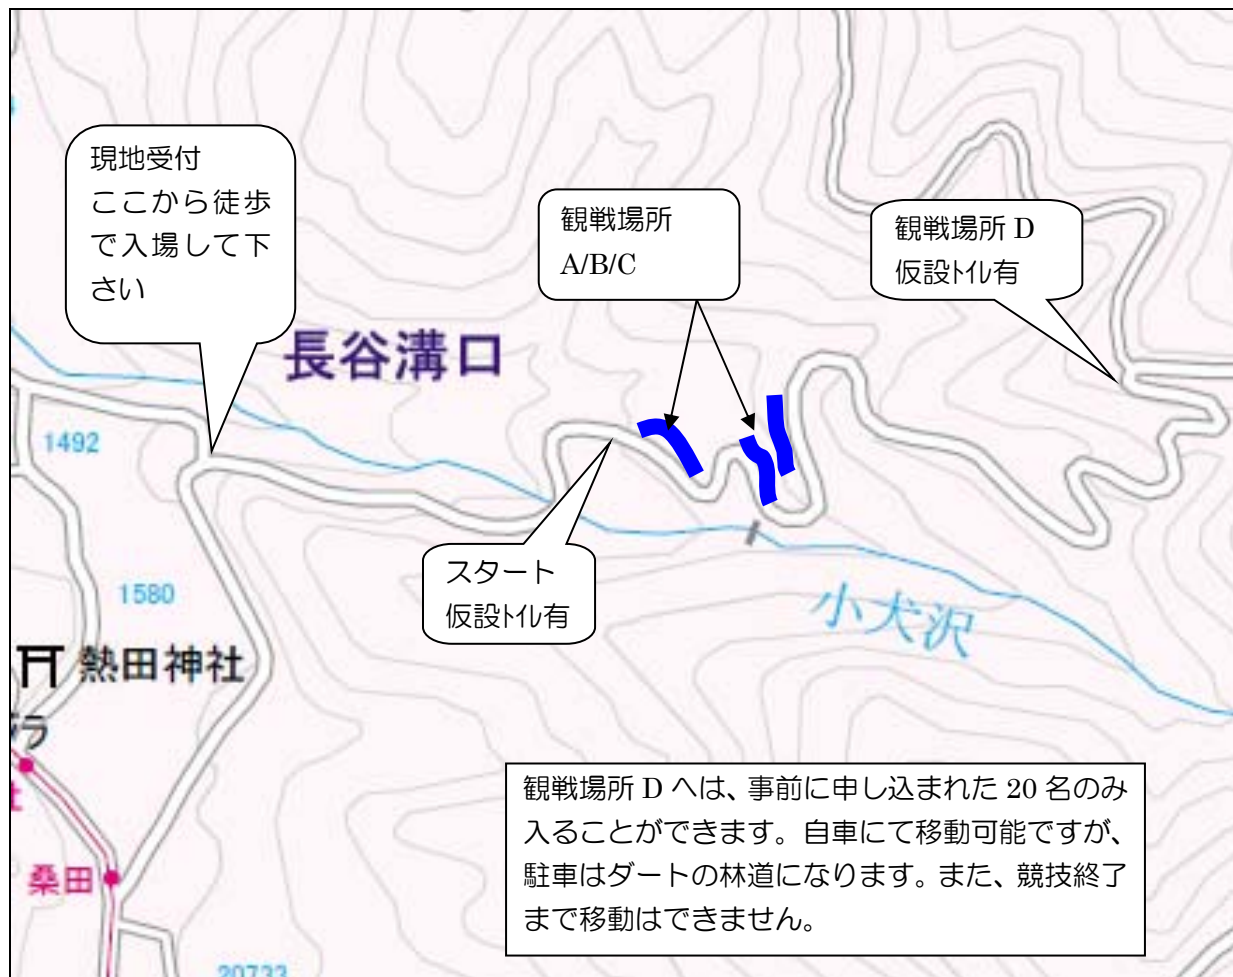 現地受付
ここから徒歩
で入場して下
さい
観戦場所
A/B/C
観戦場所 D
仮設ﾄｲﾚ有
長谷溝口
1492
スタート
仮設ﾄｲﾚ有
1580
小犬沢
熱田神社
ラ
桑田
観戦場所 D へは、事前に申し込まれた 20 名のみ
入ることができます。自車にて移動可能ですが、
駐車はダートの林道になります。また、競技終了
まで移動はできません。
20733